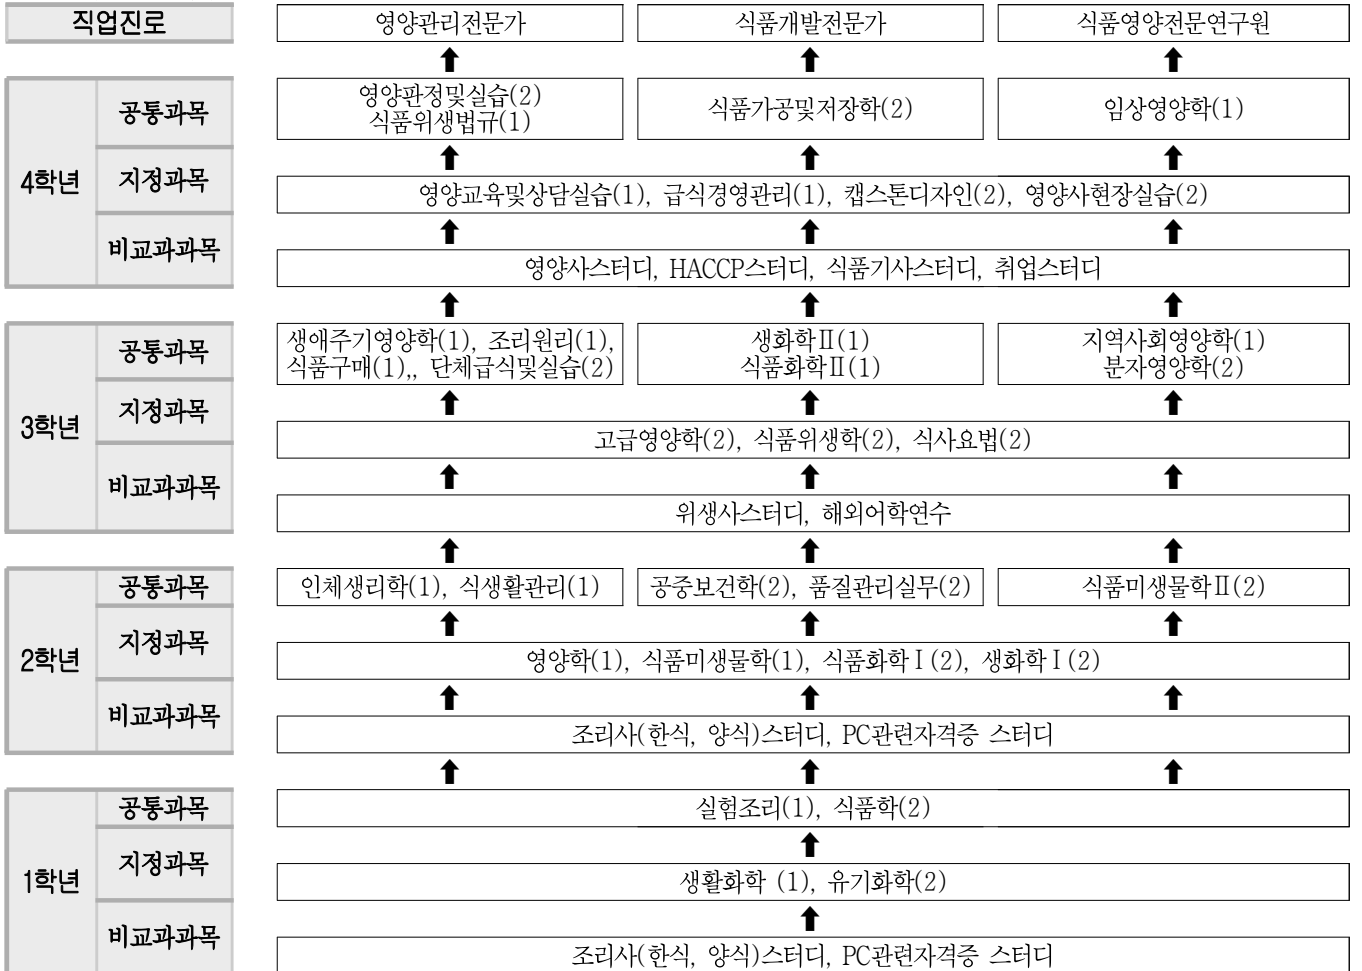 직업진로
영양관리전문가
식품개발전문가
식품영양전문연구원
4학년
공통과목
영양판정및실습(2)
식품위생법규(1)
식품가공및저장학(2)
임상영양학(1)
지정과목
영양교육및상담실습(1), 급식경영관리(1), 캡스톤디자인(2), 영양사현장실습(2)
비교과과목
영양사스터디, HACCP스터디, 식품기사스터디, 취업스터디
3학년
공통과목
생애주기영양학(1), 조리원리(1),
식품구매(1),, 단체급식및실습(2)
생화학Ⅱ(1)
식품화학Ⅱ(1)
지역사회영양학(1)
분자영양학(2)
지정과목
고급영양학(2), 식품위생학(2), 식사요법(2)
비교과과목
위생사스터디, 해외어학연수
2학년
공통과목
인체생리학(1), 식생활관리(1)
공중보건학(2), 품질관리실무(2)
식품미생물학Ⅱ(2)
지정과목
영양학(1), 식품미생물학(1), 식품화학Ⅰ(2), 생화학Ⅰ(2)
비교과과목
조리사(한식, 양식)스터디, PC관련자격증 스터디
1학년
공통과목
실험조리(1), 식품학(2)
지정과목
생활화학 (1), 유기화학(2)
비교과과목
조리사(한식, 양식)스터디, PC관련자격증 스터디